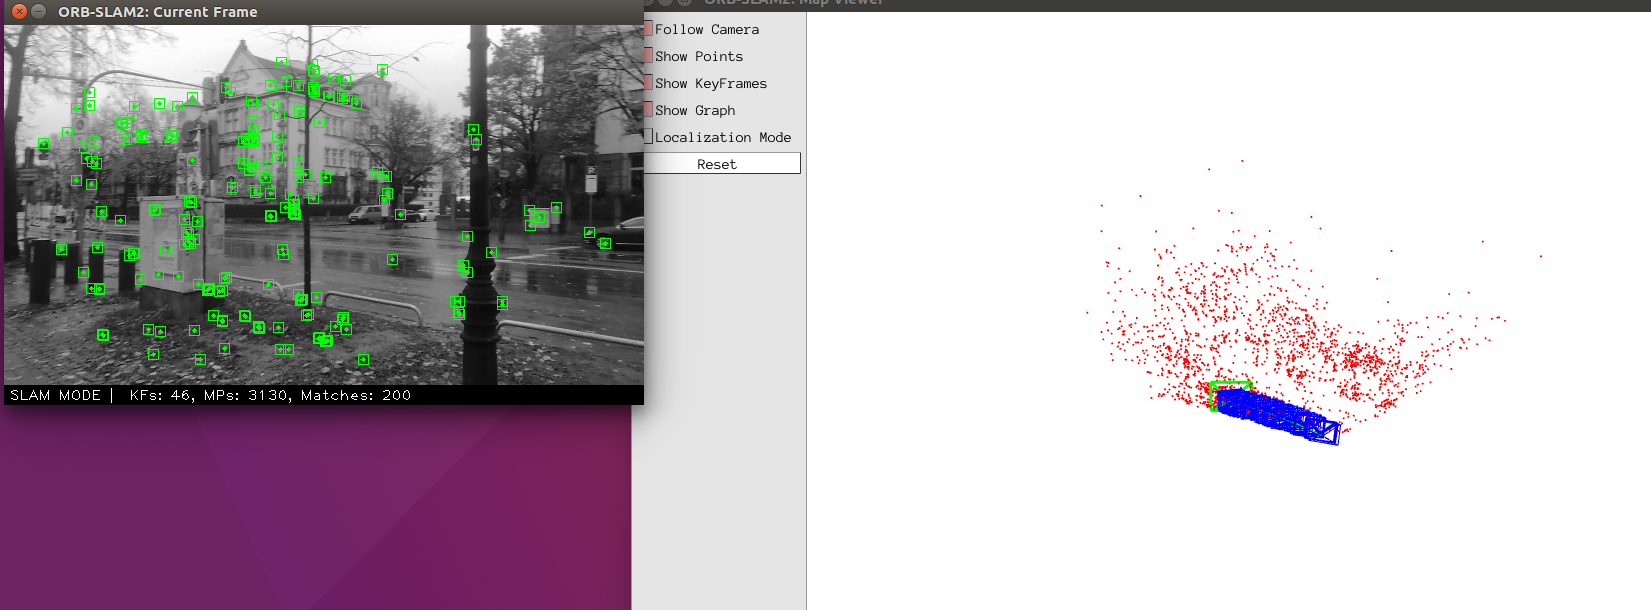 ORB-SLAM2: Current Frame
ORB-SLAM2: Map Viewer
Follow Camera
Show Points
Show KeyFrames
Show Graph
Localization Mode
Reset
P
SLAM MODE |  KFs: 46, MPs: 3130, Matches: 200